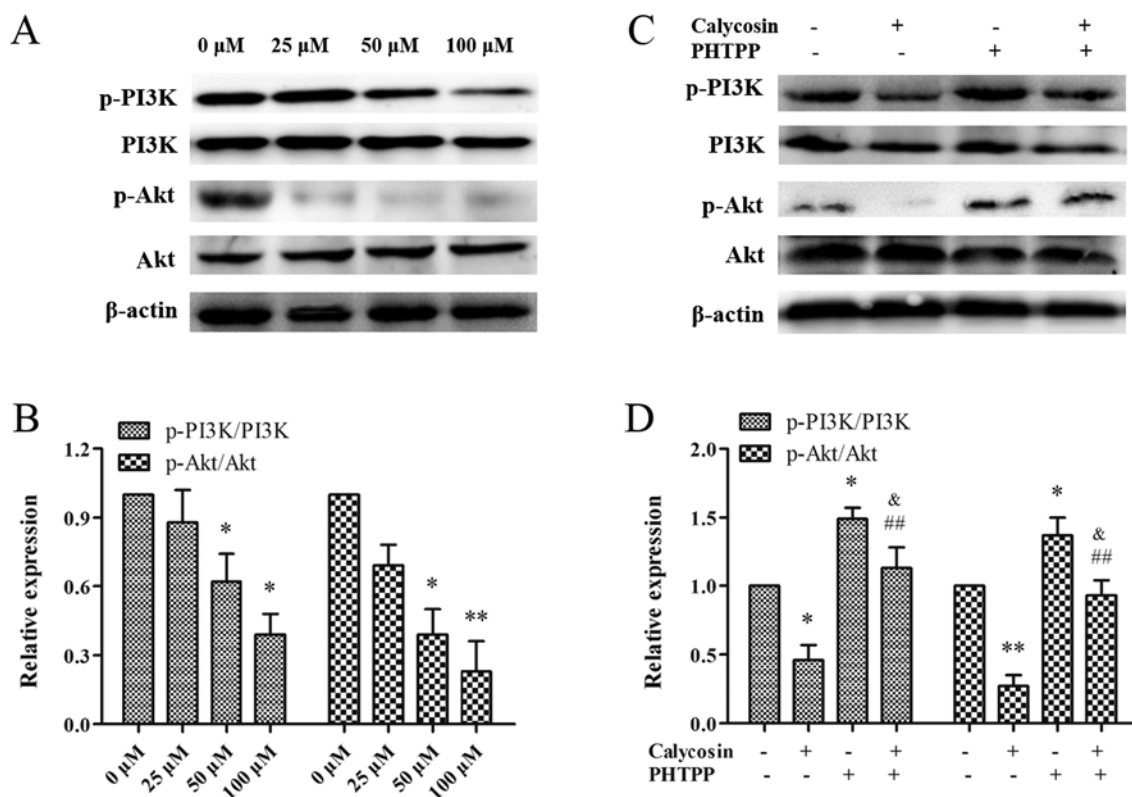 A
0 µM 25 µM 50 µM 100 µM
p-PI3K
PI3K
p-Akt
Akt
β-actin
C
Calycosin - + - +
PHTPP - - + +
p-PI3K
PI3K
p-Akt
Akt
β-actin
B
p-PI3K/PI3K
p-Akt/Akt
Relative expression
1.2
0.9
0.6
0.3
0.0
* * * **
0 µM 25 µM 50 µM 100 µM 0 µM 25 µM 50 µM 100 µM
D
p-PI3K/PI3K
p-Akt/Akt
Relative expression
2.0
1.5
1.0
0.5
0.0
* * & ## ** * & ##
Calycosin - + - + - + - +
PHTPP - - + + - - + +